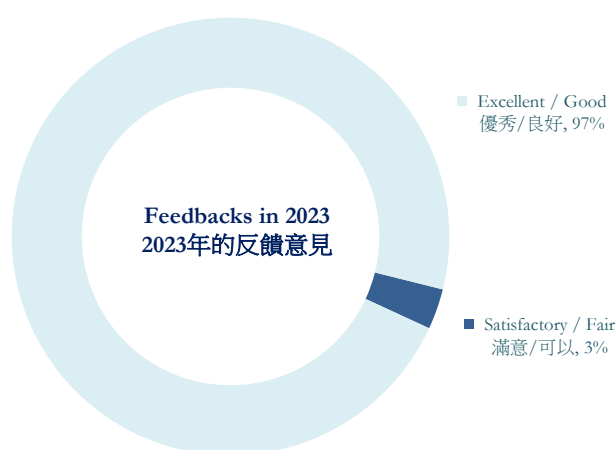 Excellent / Good
優秀/良好, 97%
Feedbacks in 2023
2023年的反饋意見
Satisfactory / Fair
滿意/可以, 3%